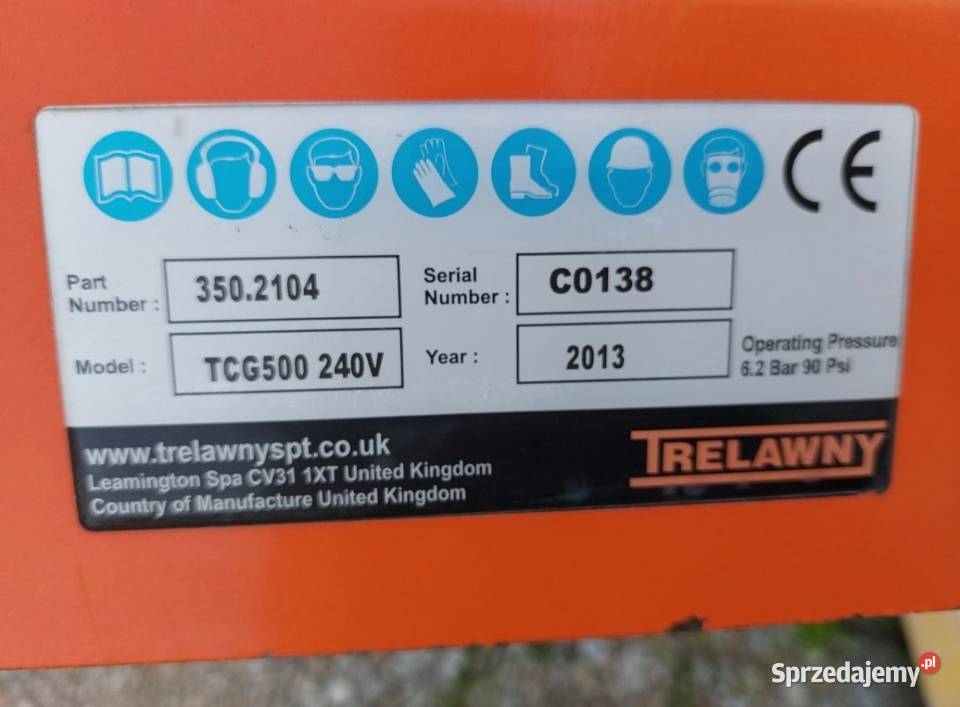 CE
Part Number : 350.2104
Serial Number : C0138
Model : TCG500 240V
Year : 2013
Operating Pressure
6.2 Bar 90 Psi
www.trelawnyspt.co.uk
Leamington Spa CV31 1XT United Kingdom
Country of Manufacture United Kingdom
TRELAWNY
Sprzedajemy.pl